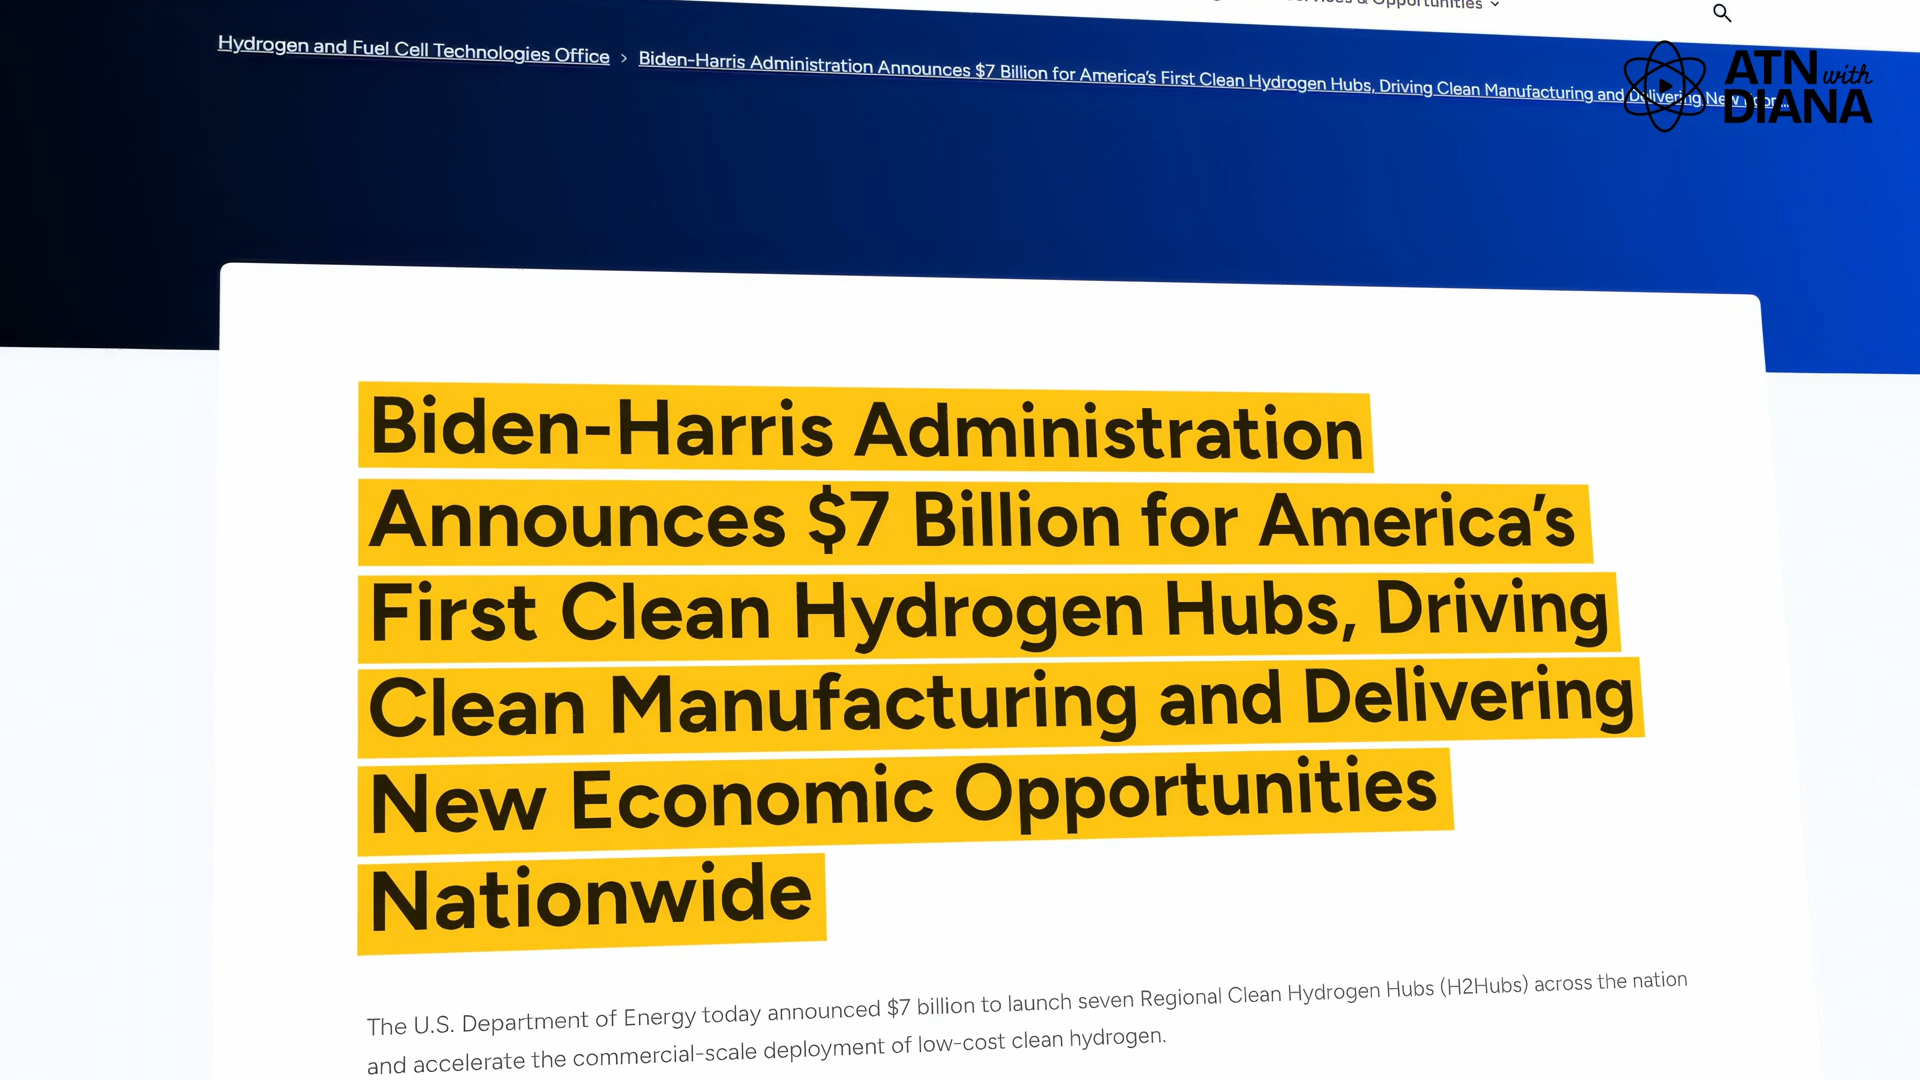 Opportunities
Hydrogen and Fuel Cell Technologies Office > Biden-Harris Administration Announces $7 Billion for America's First Clean Hydrogen Hubs, Driving Clean Manufacturing and Delivering New
ATN with
DIANA
Biden-Harris Administration
Announces $7 Billion for America's
First Clean Hydrogen Hubs, Driving
Clean Manufacturing and Delivering
New Economic Opportunities
Nationwide
The U.S. Department of Energy today announced $7 billion to launch seven Regional Clean Hydrogen Hubs (H2Hubs) across the nation
and accelerate the commercial-scale deployment of low-cost clean hydrogen.